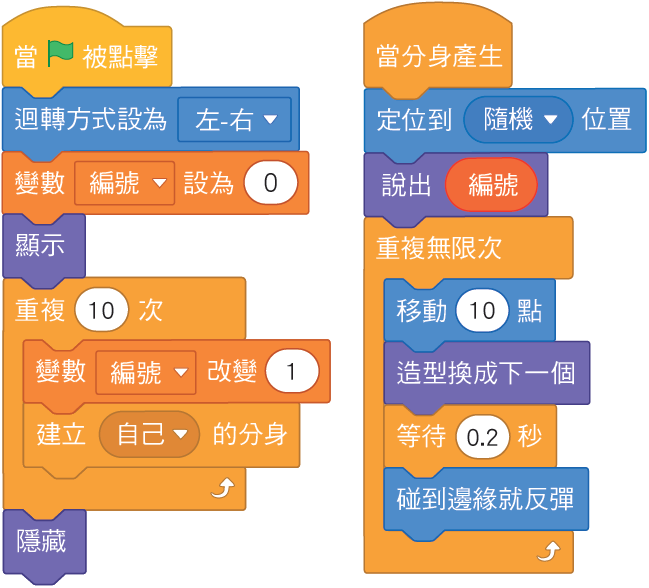 當 被點擊
迴轉方式設為 左-右
變數 編號 設為 0
顯示
重複 10 次
變數 編號 改變 1
建立 自己 的分身
隱藏
當分身產生
定位到 隨機 位置
說出 編號
重複無限次
移動 10 點
造型換成下一個
等待 0.2 秒
碰到邊緣就反彈